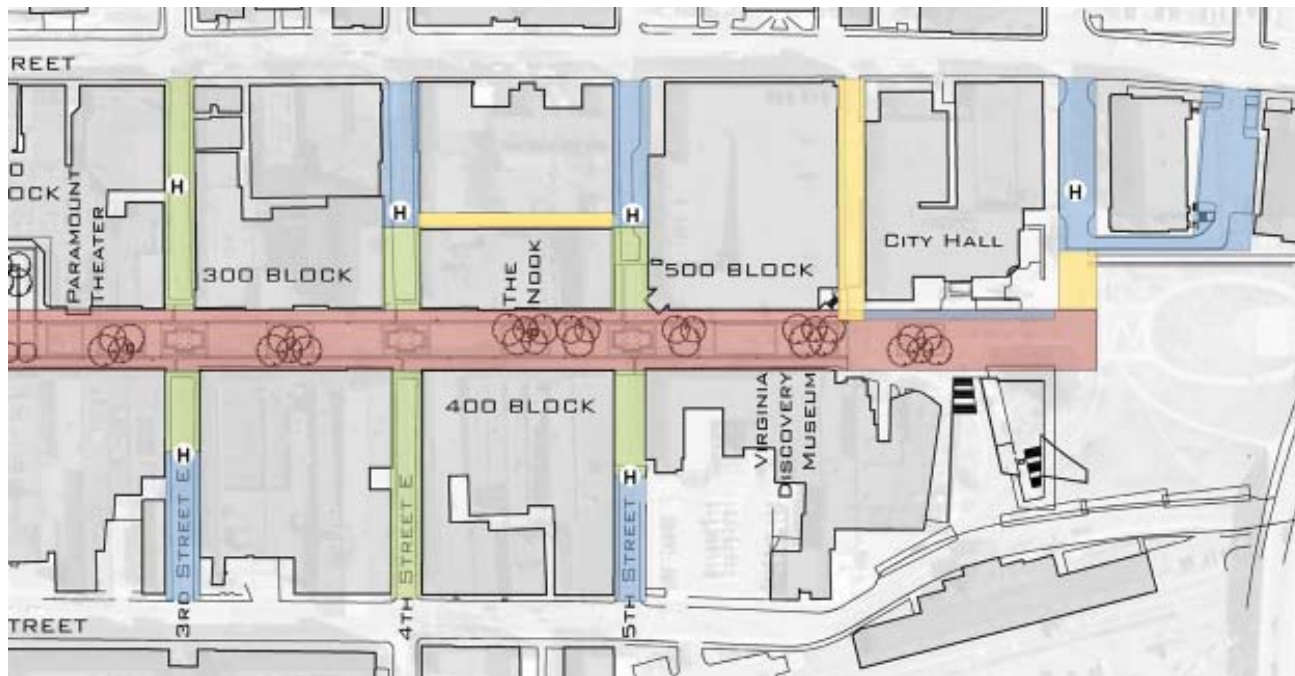 REET
OCK
PARAMOUNT
THEATER
H
H
H
H
300 BLOCK
THE
NOOK
500 BLOCK
CITY HALL
400 BLOCK
VIRGINIA
DISCOVERY
MUSEUM
H
H
3RD STREET E
4TH STREET E
5TH STREET
TREET